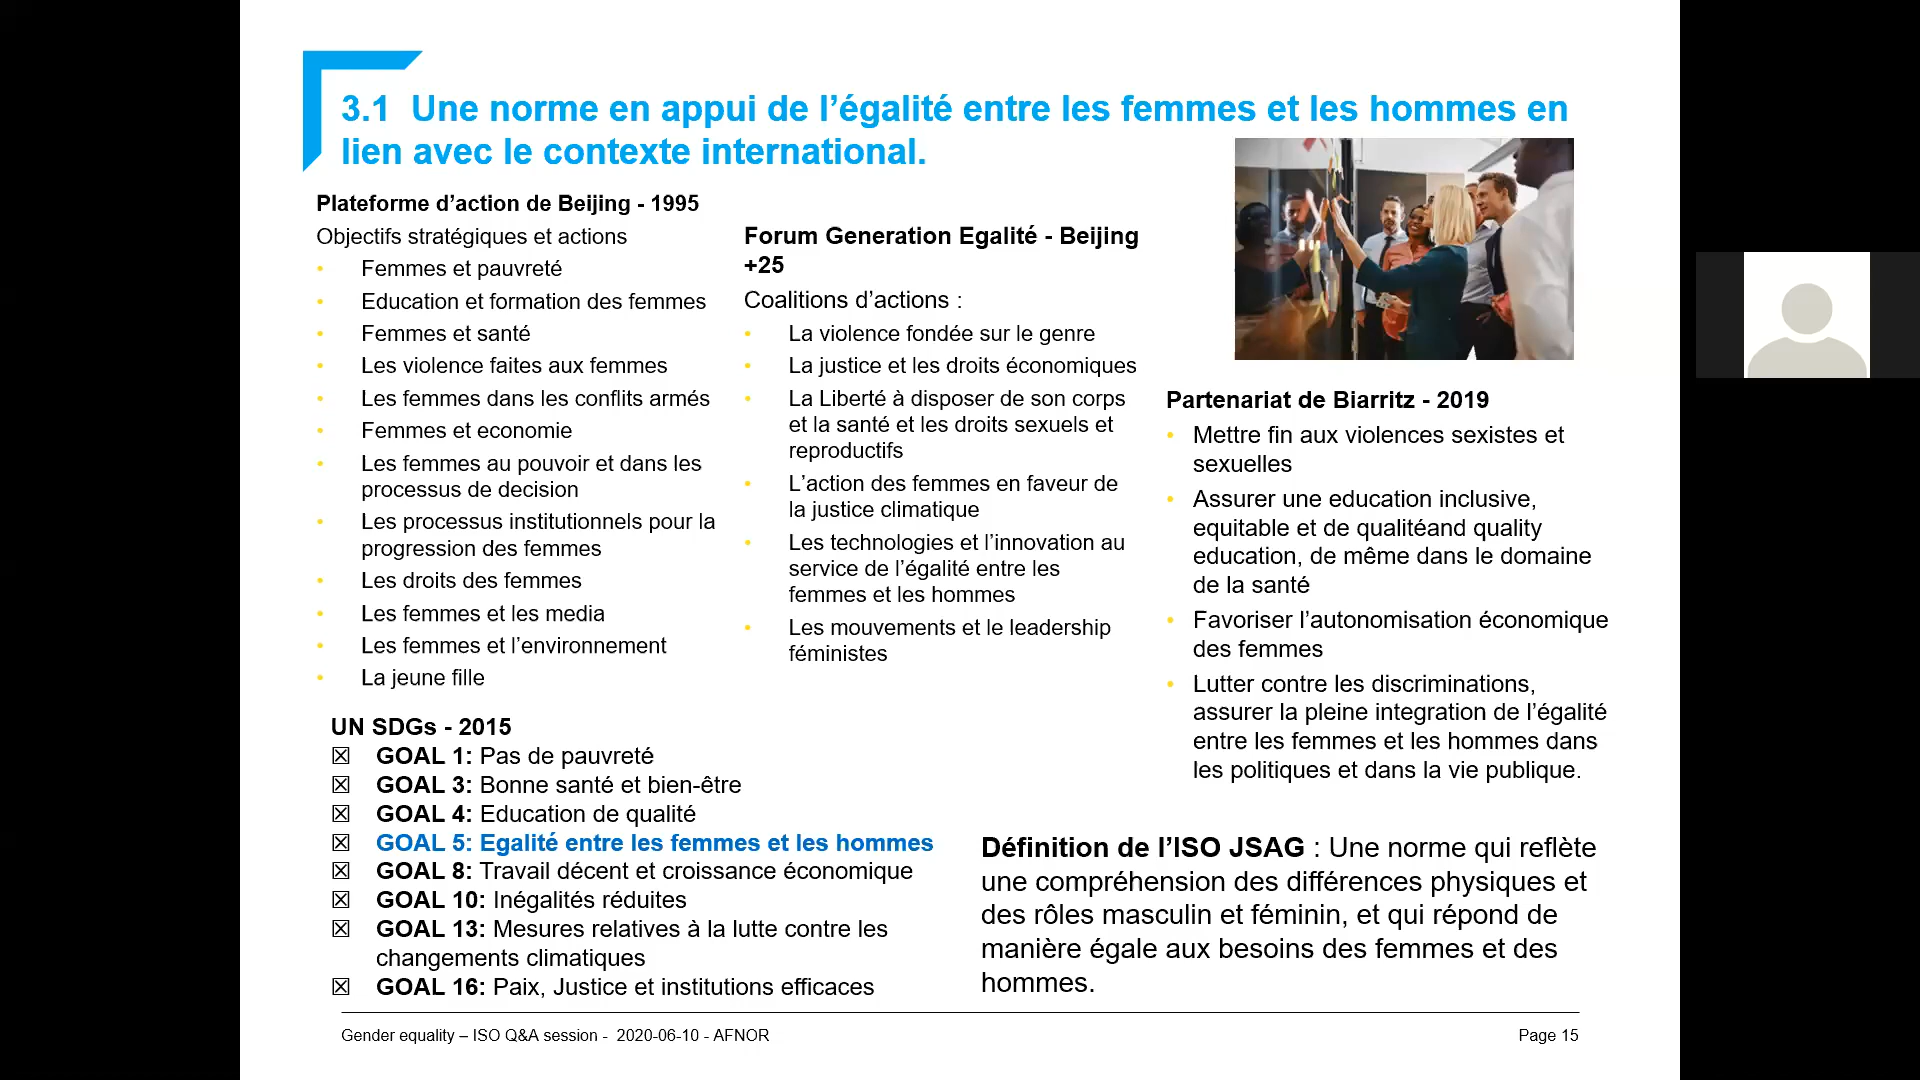 3.1 Une norme en appui de l’égalité entre les femmes et les hommes en
lien avec le contexte international.
Plateforme d’action de Beijing - 1995
Objectifs stratégiques et actions
• Femmes et pauvreté
• Education et formation des femmes
• Femmes et santé
• Les violence faites aux femmes
• Les femmes dans les conflits armés
• Femmes et economie
• Les femmes au pouvoir et dans les
processus de decision
• Les processus institutionnels pour la
progression des femmes
• Les droits des femmes
• Les femmes et les media
• Les femmes et l’environnement
• La jeune fille
Forum Generation Egalité - Beijing
+25
Coalitions d’actions :
• La violence fondée sur le genre
• La justice et les droits économiques
• La Liberté à disposer de son corps
et la santé et les droits sexuels et
reproductifs
• L’action des femmes en faveur de
la justice climatique
• Les technologies et l’innovation au
service de l’égalité entre les
femmes et les hommes
• Les mouvements et le leadership
féministes
Partenariat de Biarritz - 2019
• Mettre fin aux violences sexistes et
sexuelles
• Assurer une education inclusive,
equitable et de qualitéand quality
education, de même dans le domaine
de la santé
• Favoriser l’autonomisation économique
des femmes
• Lutter contre les discriminations,
assurer la pleine integration de l’égalité
entre les femmes et les hommes dans
les politiques et dans la vie publique.
UN SDGs - 2015
☒ GOAL 1: Pas de pauvreté
☒ GOAL 3: Bonne santé et bien-être
☒ GOAL 4: Education de qualité
☒ GOAL 5: Egalité entre les femmes et les hommes
☒ GOAL 8: Travail décent et croissance économique
☒ GOAL 10: Inégalités réduites
☒ GOAL 13: Mesures relatives à la lutte contre les
changements climatiques
☒ GOAL 16: Paix, Justice et institutions efficaces
Définition de l’ISO JSAG : Une norme qui reflète
une compréhension des différences physiques et
des rôles masculin et féminin, et qui répond de
manière égale aux besoins des femmes et des
hommes.
Gender equality – ISO Q&A session - 2020-06-10 - AFNOR
Page 15